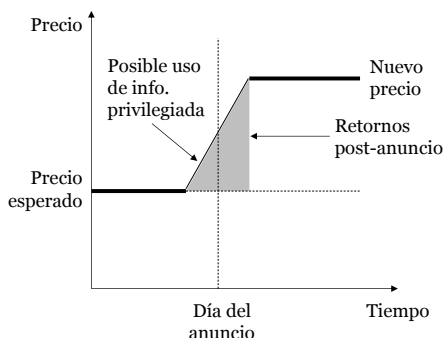 Precio
Posible uso
de info.
privilegiada
Nuevo
precio
Retornos
post-anuncio
Precio
esperado
Día del
anuncio
Tiempo